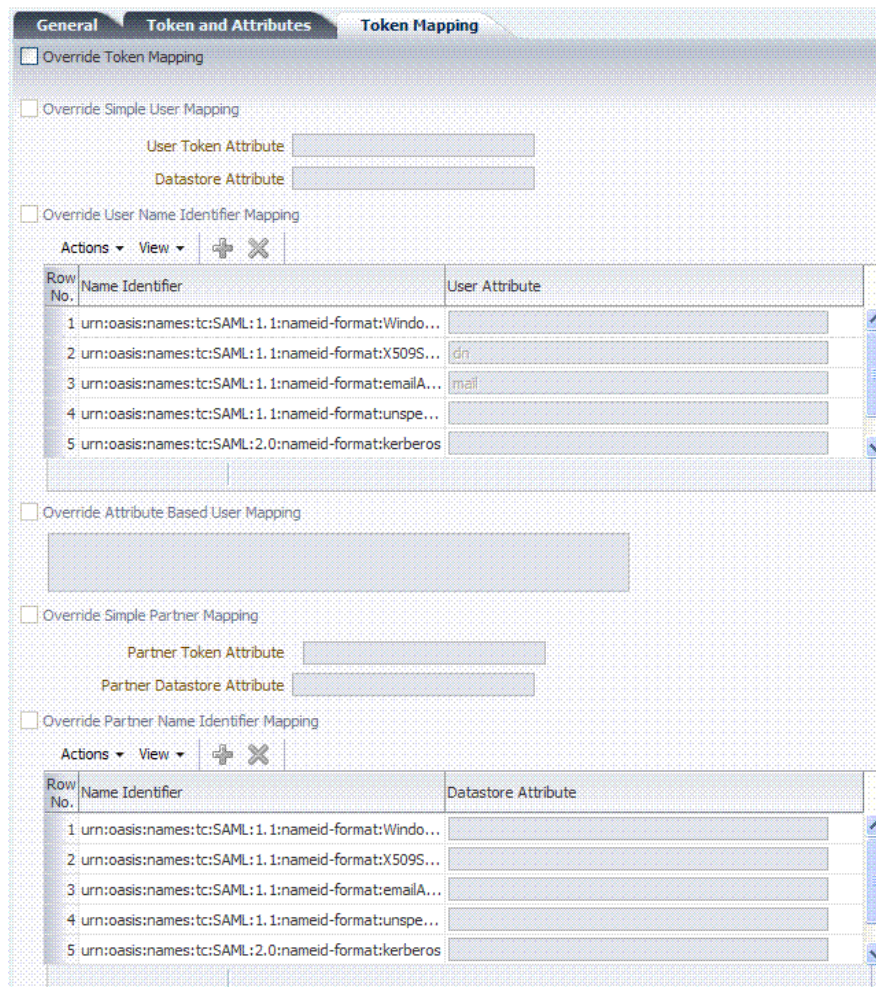 General Token and Attributes Token Mapping
Override Token Mapping
Override Simple User Mapping
User Token Attribute
Datastore Attribute
Override User Name Identifier Mapping
Actions View
Row No. Name Identifier User Attribute
1 urn:oasis:names:tc:SAML:1.1:nameid-format:Windo...
2 urn:oasis:names:tc:SAML:1.1:nameid-format:X509S... dn
3 urn:oasis:names:tc:SAML:1.1:nameid-format:emailA... mail
4 urn:oasis:names:tc:SAML:1.1:nameid-format:unspe...
5 urn:oasis:names:tc:SAML:2.0:nameid-format:kerberos
Override Attribute Based User Mapping
Override Simple Partner Mapping
Partner Token Attribute
Partner Datastore Attribute
Override Partner Name Identifier Mapping
Actions View
Row No. Name Identifier Datastore Attribute
1 urn:oasis:names:tc:SAML:1.1:nameid-format:Windo...
2 urn:oasis:names:tc:SAML:1.1:nameid-format:X509S...
3 urn:oasis:names:tc:SAML:1.1:nameid-format:emailA...
4 urn:oasis:names:tc:SAML:1.1:nameid-format:unspe...
5 urn:oasis:names:tc:SAML:2.0:nameid-format:kerberos